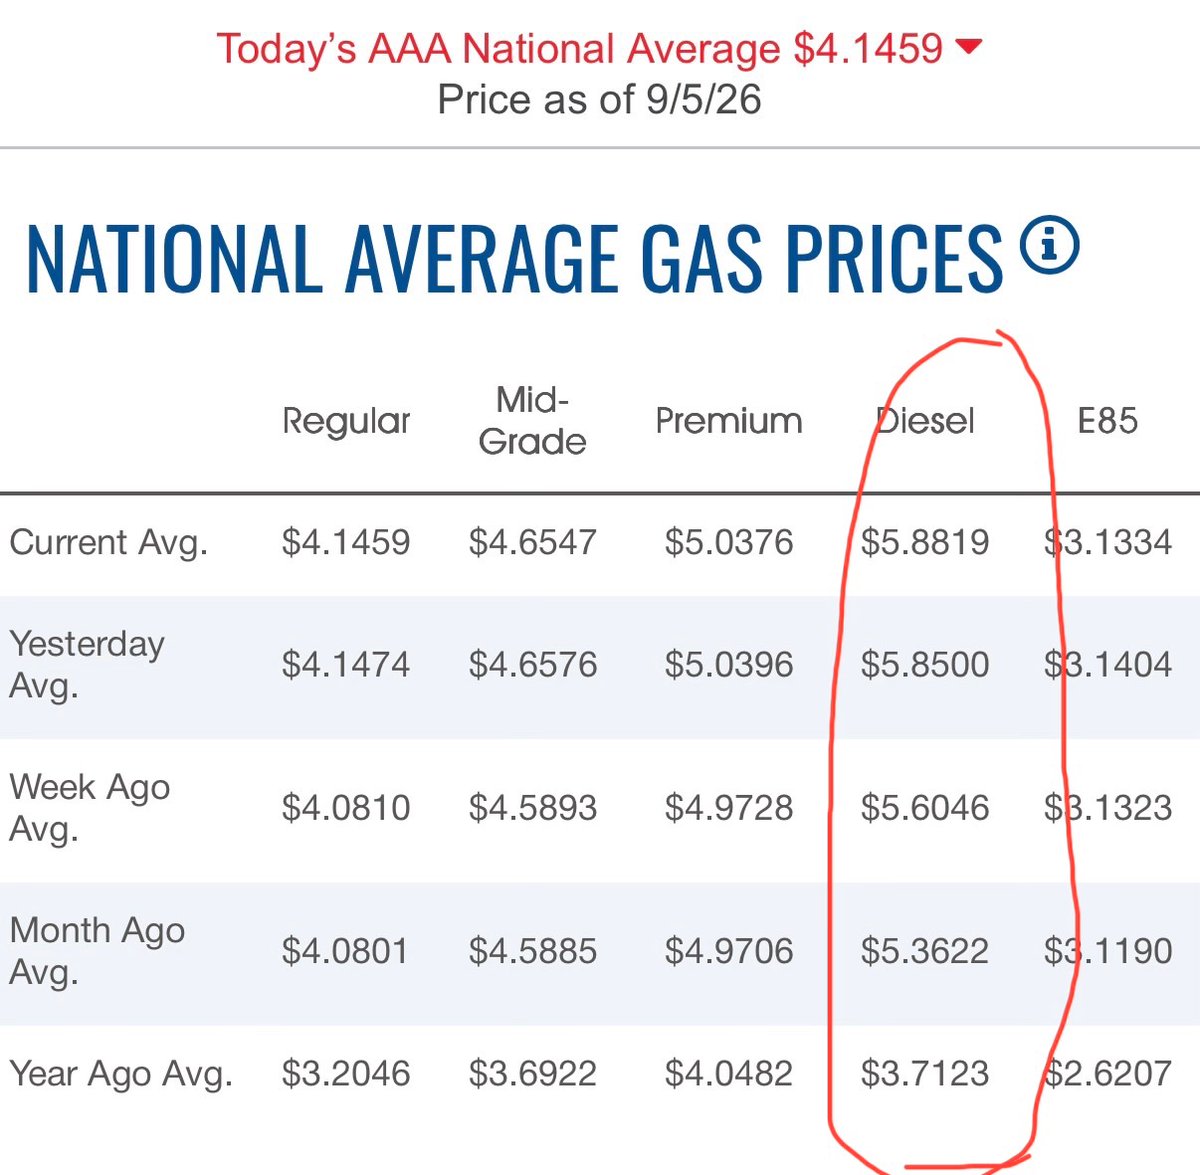 Today's AAA National Average $4.1459
Price as of 9/5/26
NATIONAL AVERAGE GAS PRICES
Regular Mid-Grade Premium Diesel E85
Current Avg. $4.1459 $4.6547 $5.0376 $5.8819 $3.1334
Yesterday Avg. $4.1474 $4.6576 $5.0396 $5.8500 $3.1404
Week Ago Avg. $4.0810 $4.5893 $4.9728 $5.6046 $3.1323
Month Ago Avg. $4.0801 $4.5885 $4.9706 $5.3622 $3.1190
Year Ago Avg. $3.2046 $3.6922 $4.0482 $3.7123 $2.6207